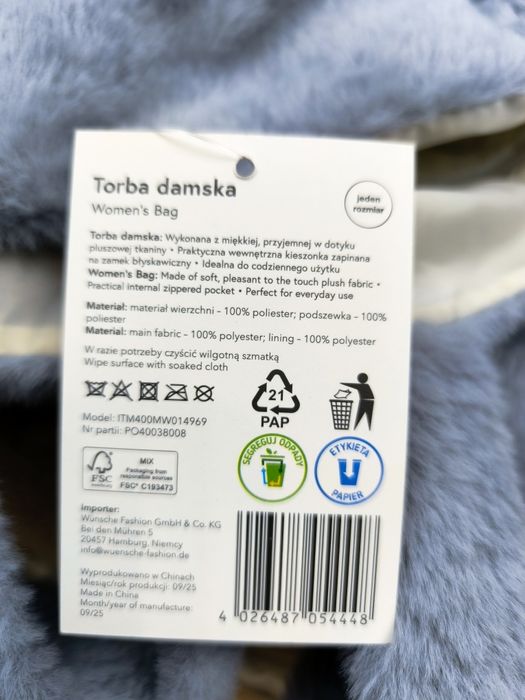 Torba damska
Women's Bag
jeden
rozmiar
Torba damska: Wykonana z miękkiej, przyjemnej w dotyku
pluszowej tkaniny • Praktyczna wewnętrzna kieszonka zapinana
na zamek błyskawiczny • Idealna do codziennego użytku
Women's Bag: Made of soft, pleasant to the touch plush fabric •
Practical internal zippered pocket • Perfect for everyday use
Materiał: materiał wierzchni - 100% poliester; podszewka - 100%
poliester
Material: main fabric - 100% polyester; lining - 100% polyester
W razie potrzeby czyścić wilgotną szmatką
Wipe surface with soaked cloth
Model: ITM400MW014969
Nr partii: PO40038008
21
PAP
FSC
MIX
Packaging from
responsible sources
FSC® C193473
SEGREGUJ ODPADY
ETYKIETA
PAPIER
Importer:
Wünsche Fashion GmbH & Co. KG
Bei den Mühren 5
20457 Hamburg, Niemcy
info@wuensche-fashion.de
Wyprodukowano w Chinach
Miesiąc/rok produkcji: 09/25
Made in China
Month/year of manufacture:
09/25
4 026487 054448